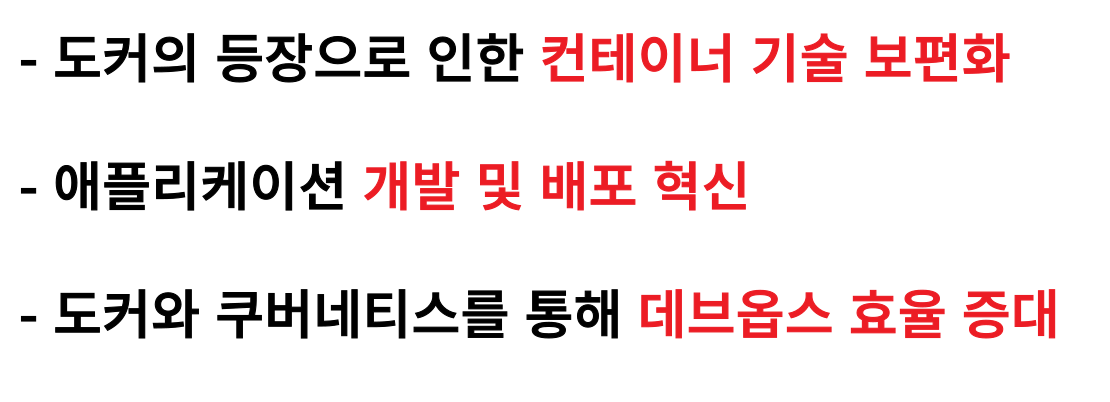 - 도커의 등장으로 인한 컨테이너 기술 보편화
- 애플리케이션 개발 및 배포 혁신
- 도커와 쿠버네티스를 통해 데브옵스 효율 증대